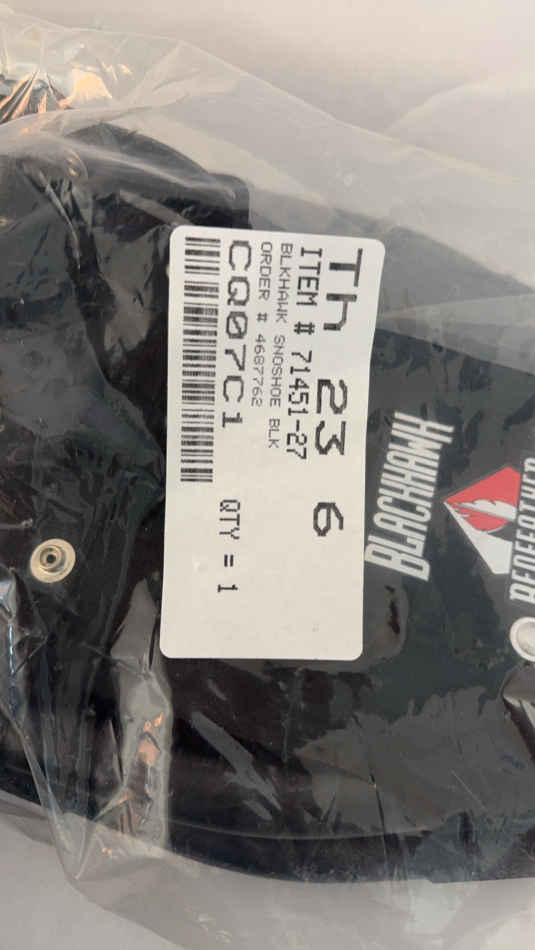 Th 23 6
ITEM # 71451-27
BLKHAWK SNOSHOE BLK
ORDER # 4687762
CQ07C1 QTY = 1
BLACKHAWK
REDFEATHER